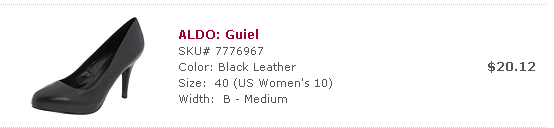 ALDO: Guiel
SKU# 7776967
Color: Black Leather
Size:  40 (US Women's 10)
Width:  B - Medium
$20.12